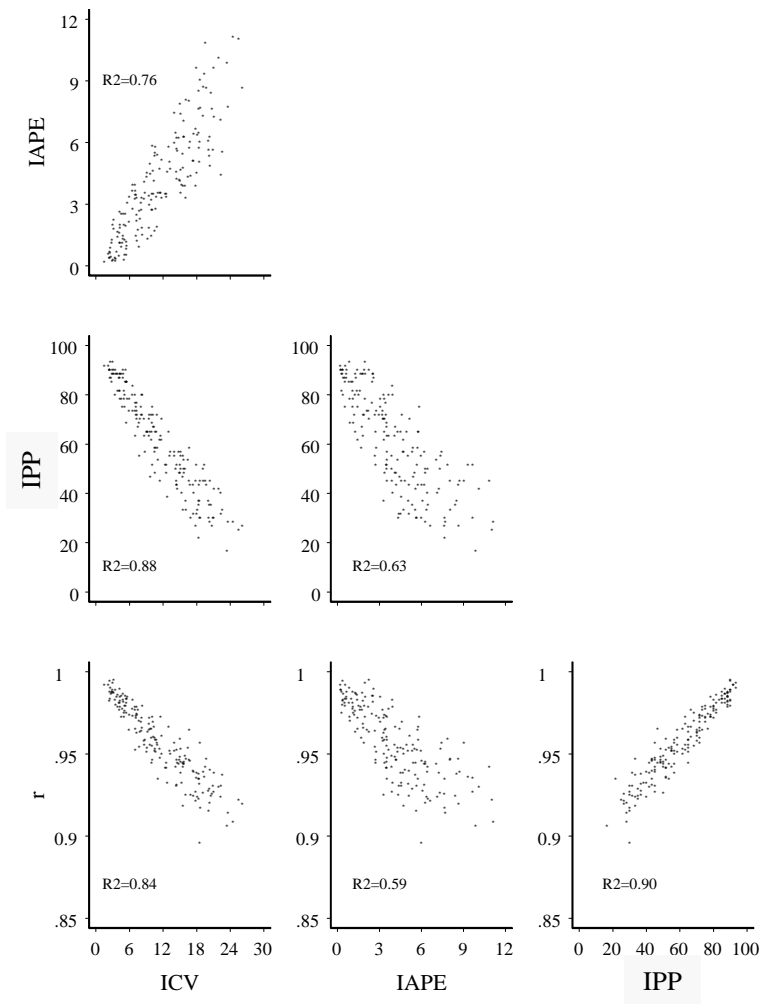 12
R2=0.76
9
IAPE
6
3
0
100 100
80 80
60 60
IPP
40 40
20 20
R2=0.88 R2=0.63
0 0
1 1 1
.95 .95 .95
r
0.9 0.9 0.9
R2=0.84 R2=0.59 R2=0.90
.85 .85 .85
0 6 12 18 24 30 0 3 6 9 12 0 20 40 60 80 100
ICV IAPE IPP